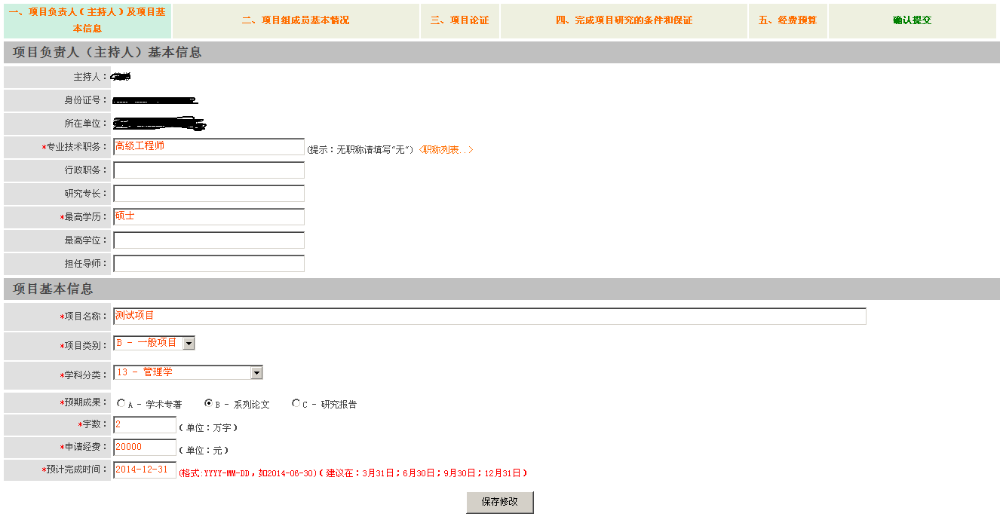 一、项目负责人(主持人)及项目基
本信息
二、项目组成员基本情况
三、项目论证
四、完成项目研究的条件和保证
五、经费预算
确认提交
项目负责人（主持人）基本信息
主持人：
身份证号：
所在单位：
*专业技术职务： 高级工程师 (提示：无职称请填写"无") <职称列表..>
行政职务：
研究专长：
*最高学历： 硕士
最高学位：
担任导师：
项目基本信息
*项目名称： 测试项目
*项目类别： B - 一般项目
*学科分类： 13 - 管理学
*预期成果： A - 学术专著 B - 系列论文 C - 研究报告
*字数： 2 (单位：万字)
*申请经费： 20000 (单位：元)
*预计完成时间： 2014-12-31 (格式:YYYY-MM-DD，如2014-06-30)(建议在：3月31日；6月30日；9月30日；12月31日)
保存修改